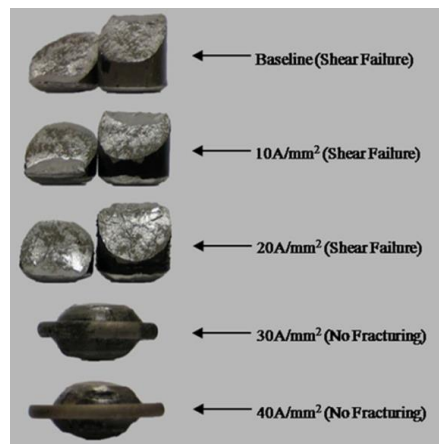 Baseline (Shear Failure)
10A/mm² (Shear Failure)
20A/mm² (Shear Failure)
30A/mm² (No Fracturing)
40A/mm² (No Fracturing)